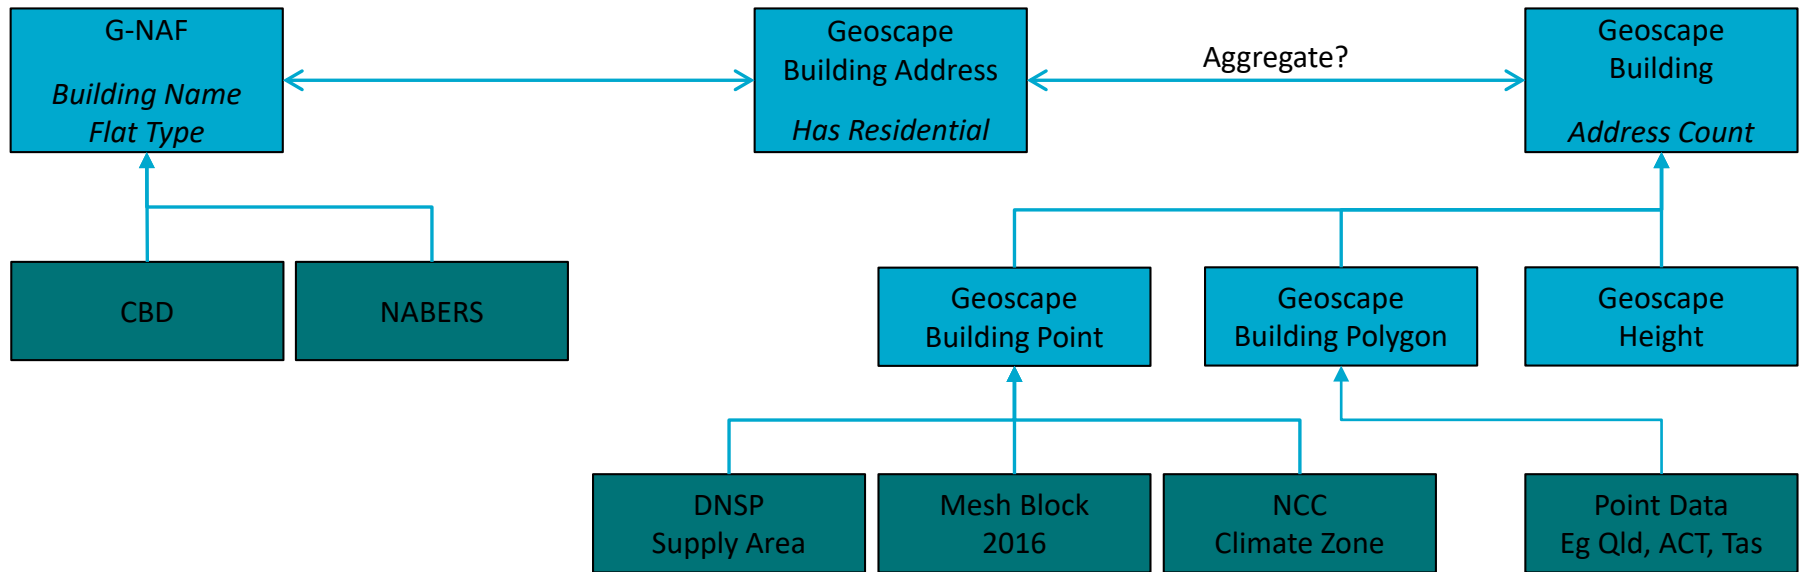 G-NAF
Building Name
Flat Type
Geoscape
Building Address
Has Residential
Aggregate?
Geoscape
Building
Address Count
CBD
NABERS
Geoscape
Building Point
Geoscape
Building Polygon
Geoscape
Height
DNSP
Supply Area
Mesh Block
2016
NCC
Climate Zone
Point Data
Eg Qld, ACT, Tas